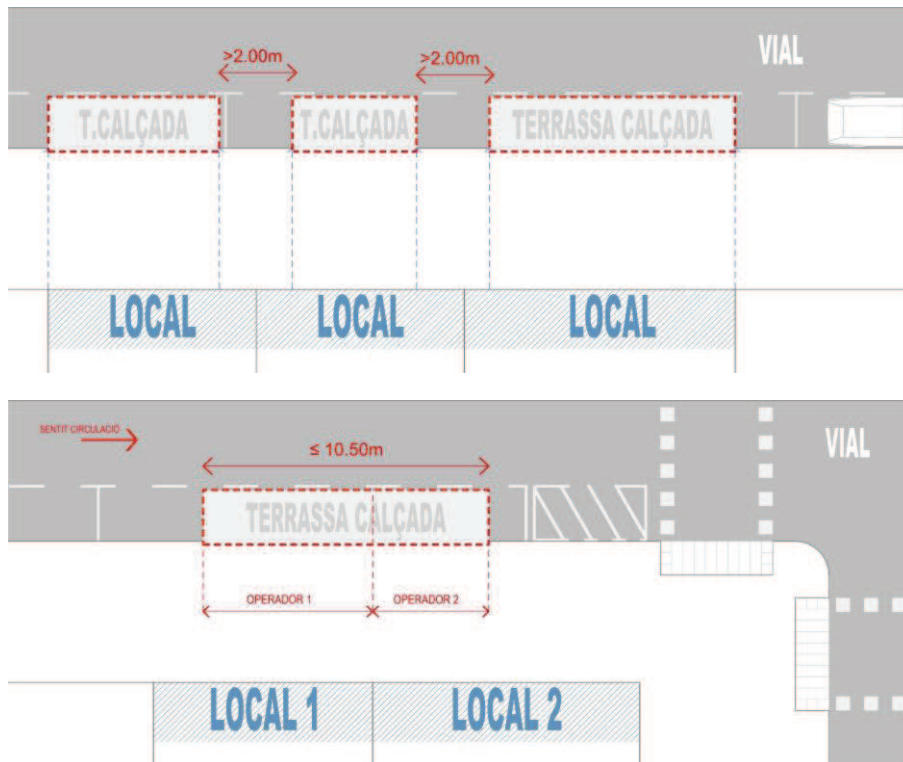 >2.00m >2.00m
VIAL
T.CALÇADA T.CALÇADA TERRASSA CALÇADA
LOCAL LOCAL LOCAL
SENTIT CIRCULACIÓ
≤ 10.50m
VIAL
TERRASSA CALÇADA
OPERADOR 1 OPERADOR 2
LOCAL 1 LOCAL 2